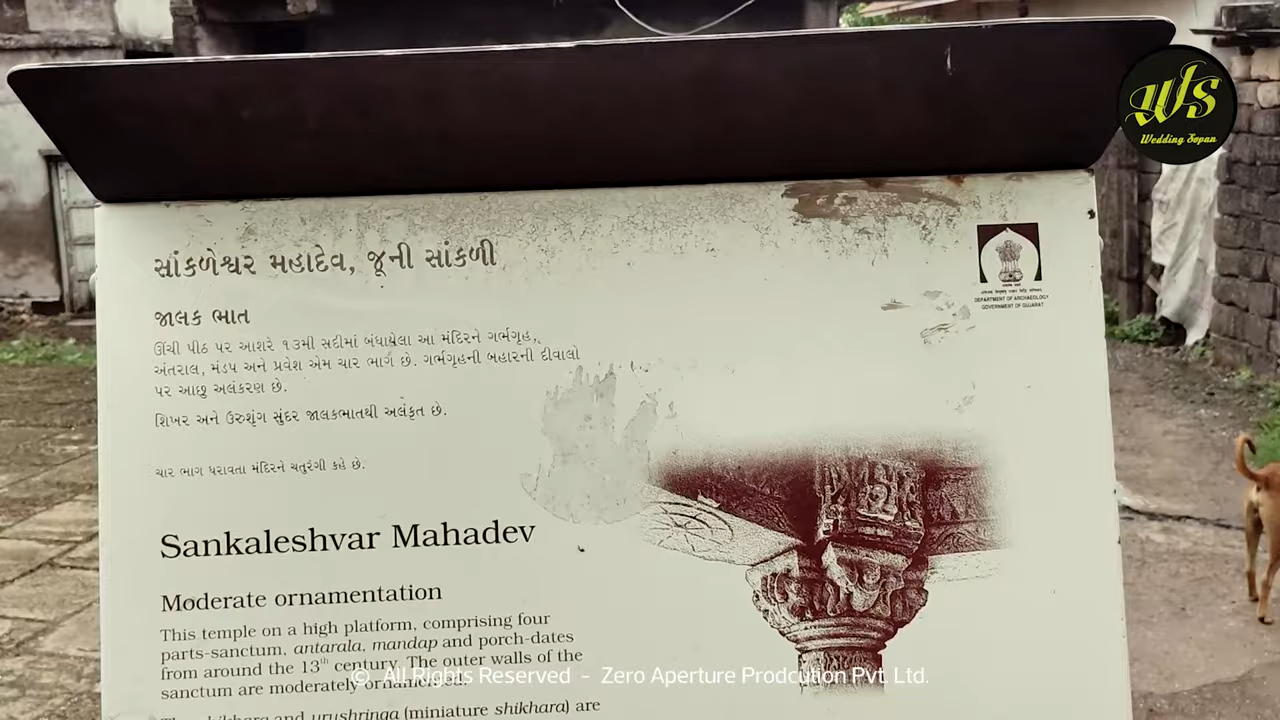 WS
Wedding Sopan
સાંકળેશ્વર મહાદેવ, જૂની સાંકળી
DEPARTMENT OF ARCHAEOLOGY
GOVERNMENT OF GUJARAT
જાલક ભાત
ઊંચી પીઠ પર આશરે ૧૩મી સદીમાં બંધાયેલા આ મંદિરને ગર્ભગૃહ,
અંતરાલ, મંડપ અને પ્રવેશ એમ ચાર ભાગ છે. ગર્ભગૃહની બહારની દીવાલો
પર આછુ અલંકરણ છે.
શિખર અને ઉરુશૃંગ સુંદર જાલકભાતથી અલંકૃત છે.
ચાર ભાગ ધરાવતા મંદિરને ચતુરંગી કહે છે.
Sankaleshvar Mahadev
Moderate ornamentation
This temple on a high platform, comprising four
parts-sanctum, antarala, mandap and porch-dates
from around the 13th century. The outer walls of the
sanctum are moderately ornamented.
© All Rights Reserved - Zero Aperture Prodcution Pvt. Ltd.
The shikhara and urushringa (miniature shikhara) are